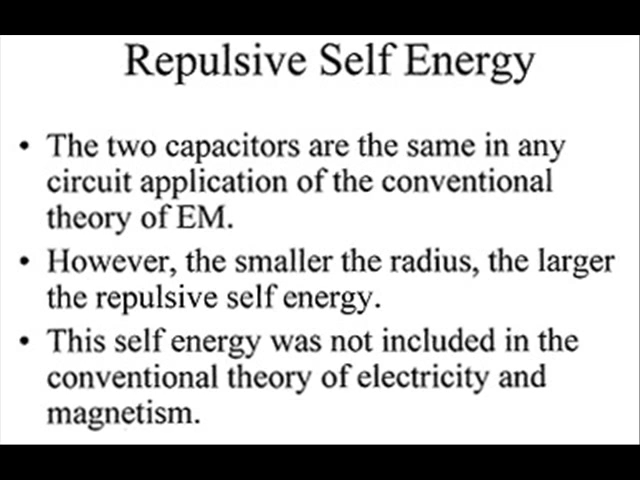 Repulsive Self Energy
• The two capacitors are the same in any
circuit application of the conventional
theory of EM.
• However, the smaller the radius, the larger
the repulsive self energy.
• This self energy was not included in the
conventional theory of electricity and
magnetism.